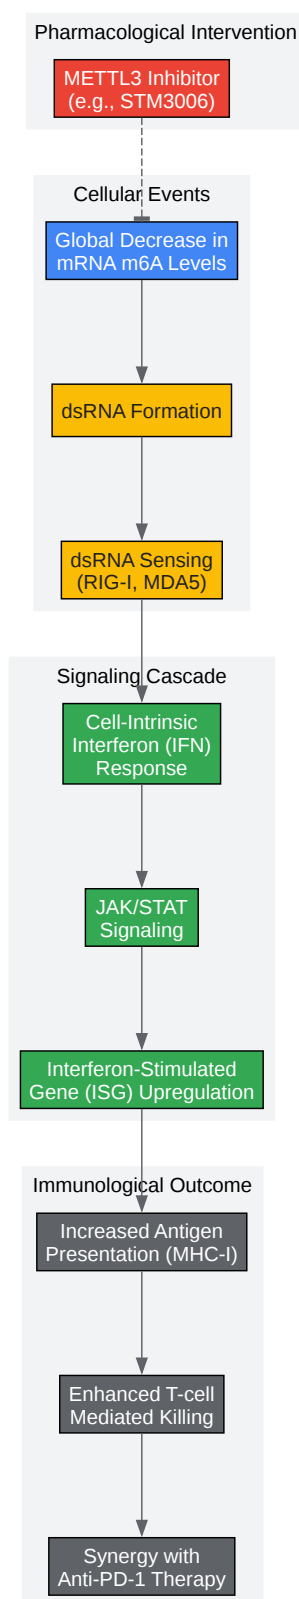 Pharmacological Intervention
METTL3 Inhibitor
(e.g., STM3006)
Cellular Events
Global Decrease in
mRNA m6A Levels
dsRNA Formation
dsRNA Sensing
(RIG-I, MDA5)
Signaling Cascade
Cell-Intrinsic
Interferon (IFN)
Response
JAK/STAT
Signaling
Interferon-Stimulated
Gene (ISG) Upregulation
Immunological Outcome
Increased Antigen
Presentation (MHC-I)
Enhanced T-cell
Mediated Killing
Synergy with
Anti-PD-1 Therapy